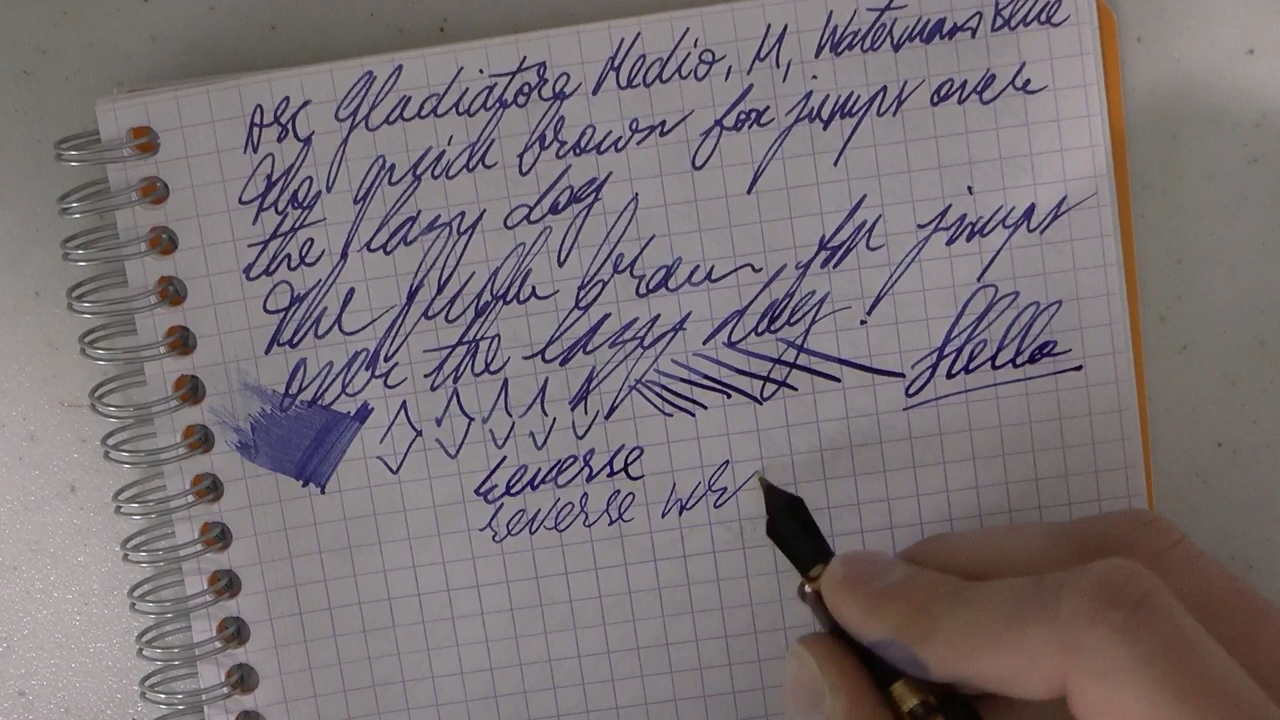 ASC Gladiatore Medio, M, Waterman Blue
The quick brown fox jumps over
the lazy dog
The quick brown fox jumps
over the lazy dog! Hello
reverse
reverse we